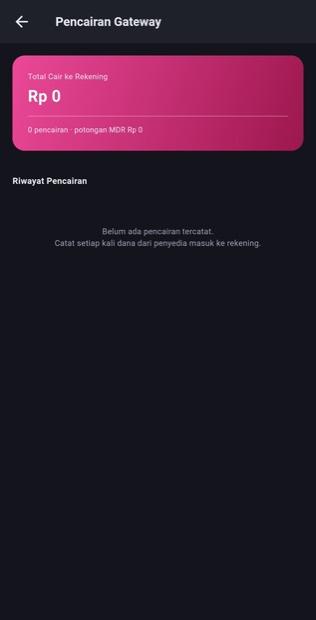 Pencairan Gateway
Total Cair ke Rekening
Rp 0
0 pencairan · potongan MDR Rp 0
Riwayat Pencairan
Belum ada pencairan tercatat.
Catat setiap kali dana dari penyedia masuk ke rekening.